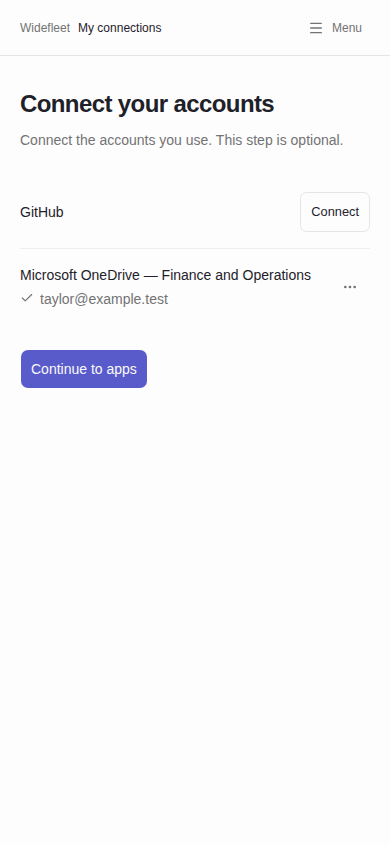 Widefleet My connections
Menu
Connect your accounts
Connect the accounts you use. This step is optional.
GitHub
Connect
Microsoft OneDrive — Finance and Operations
taylor@example.test
Continue to apps